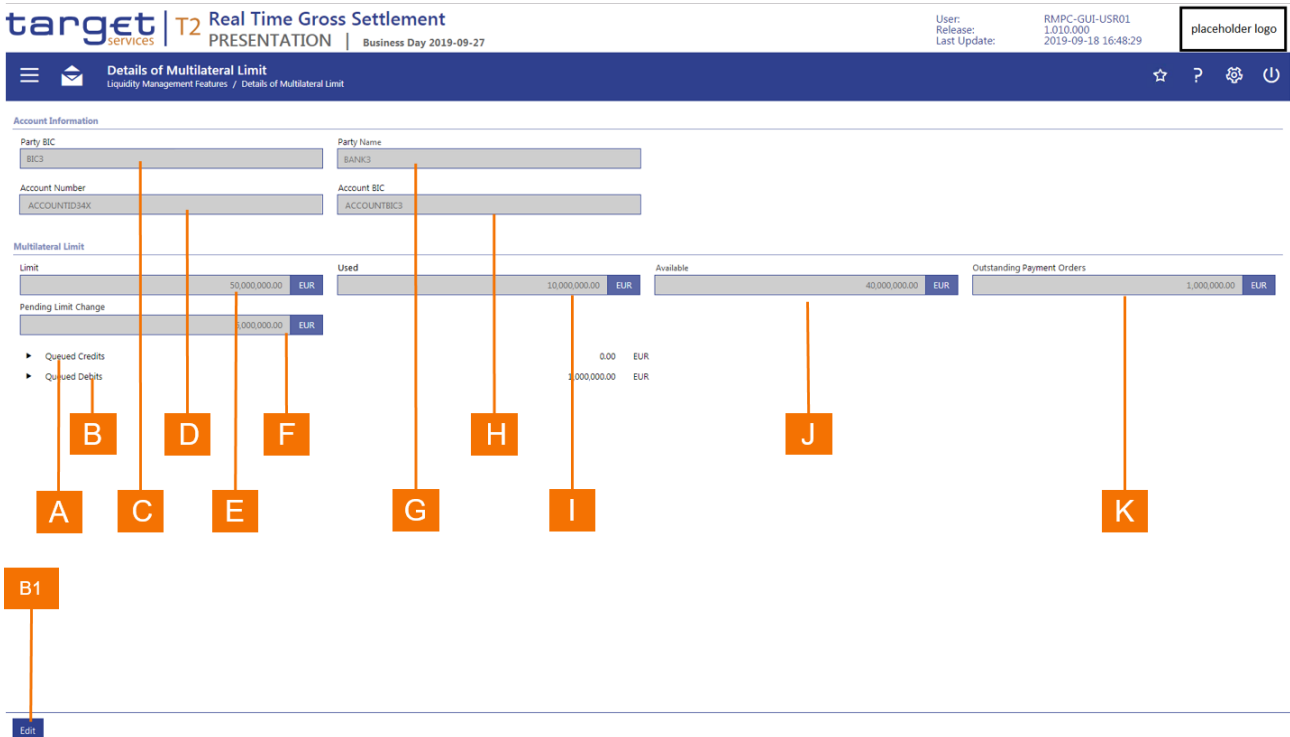 target services | T2 Real Time Gross Settlement
PRESENTATION | Business Day 2019-09-27
User: RMPC-GUI-USR01
Release: 1.010.000
Last Update: 2019-09-18 16:48:29
placeholder logo
Details of Multilateral Limit
Liquidity Management Features / Details of Multilateral Limit
?
Account Information
Party BIC Party Name
BIC3 BANK3
Account Number Account BIC
ACCOUNTID34X ACCOUNTBIC3
Multilateral Limit
Limit Used Available Outstanding Payment Orders
50,000,000.00 EUR 10,000,000.00 EUR 40,000,000.00 EUR 1,000,000.00 EUR
Pending Limit Change
EUR
Queued Credits 0.00 EUR
Queued Debits 1,000,000.00 EUR
B D F H J
A C E G I K
B1
Edit